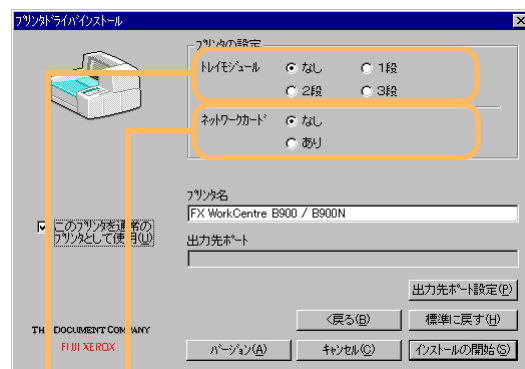 プリンタドライバインストール
プリンタの設定
トレイモジュール なし 1段
2段 3段
ネットワークカード なし
あり
プリンタ名
FX WorkCentre B900 / B900N
このプリンタを通常の
プリンタとして使用(U)
出力先ポート
出力先ポート設定(P)
<戻る(B) 標準に戻す(H)
THE DOCUMENT COMPANY
FUJI XEROX
バージョン(A) キャンセル(C) インストールの開始(S)